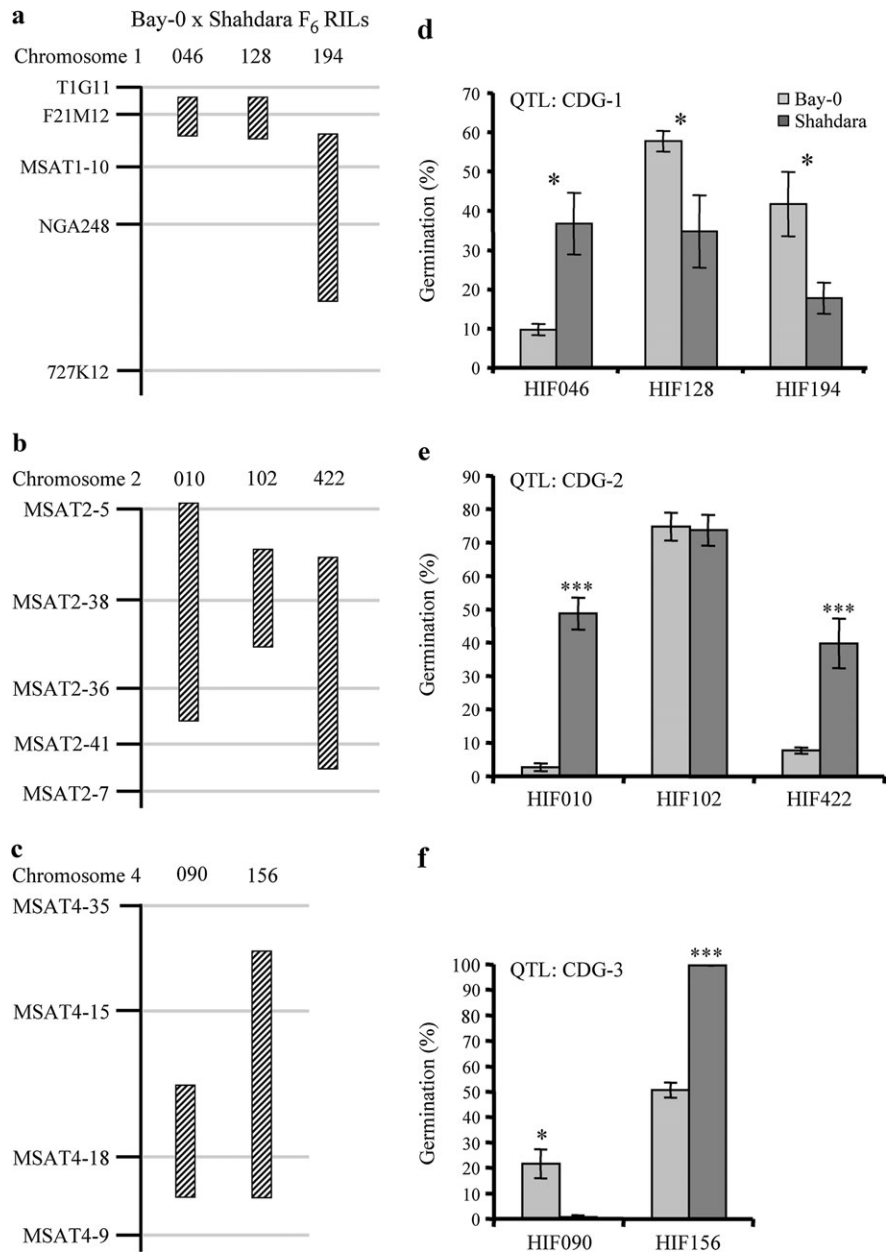 a
Bay-0 x Shahdara F6 RILs
Chromosome 1 046 128 194
T1G11
F21M12
MSAT1-10
NGA248
727K12
b
Chromosome 2 010 102 422
MSAT2-5
MSAT2-38
MSAT2-36
MSAT2-41
MSAT2-7
c
Chromosome 4 090 156
MSAT4-35
MSAT4-15
MSAT4-18
MSAT4-9
d
QTL: CDG-1
Bay-0
Shahdara
Germination (%)
70
60
50
40
30
20
10
0
*
*
*
HIF046 HIF128 HIF194
e
QTL: CDG-2
Germination (%)
90
80
70
60
50
40
30
20
10
0
***
***
HIF010 HIF102 HIF422
f
QTL: CDG-3
Germination (%)
100
90
80
70
60
50
40
30
20
10
0
*
***
HIF090 HIF156